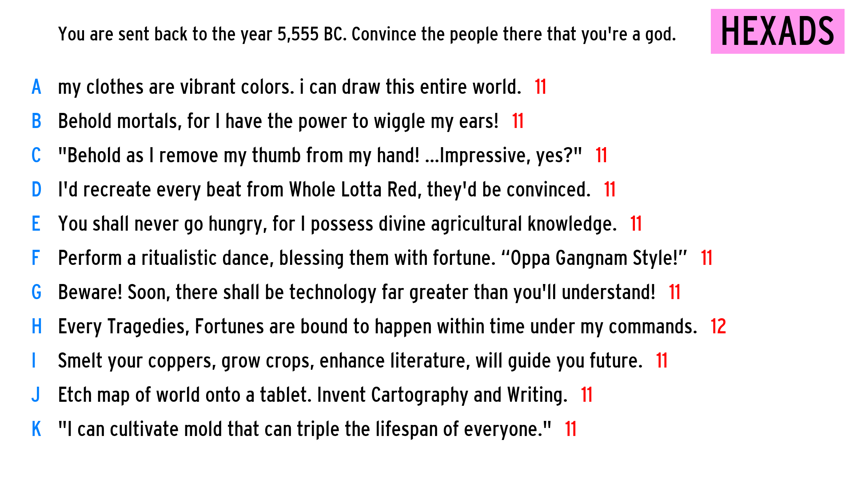 You are sent back to the year 5,555 BC. Convince the people there that you're a god.
HEXADS
A my clothes are vibrant colors. i can draw this entire world. 11
B Behold mortals, for I have the power to wiggle my ears! 11
C "Behold as I remove my thumb from my hand! ...Impressive, yes?" 11
D I'd recreate every beat from Whole Lotta Red, they'd be convinced. 11
E You shall never go hungry, for I possess divine agricultural knowledge. 11
F Perform a ritualistic dance, blessing them with fortune. “Oppa Gangnam Style!” 11
G Beware! Soon, there shall be technology far greater than you'll understand! 11
H Every Tragedies, Fortunes are bound to happen within time under my commands. 12
I Smelt your coppers, grow crops, enhance literature, will guide you future. 11
J Etch map of world onto a tablet. Invent Cartography and Writing. 11
K "I can cultivate mold that can triple the lifespan of everyone." 11